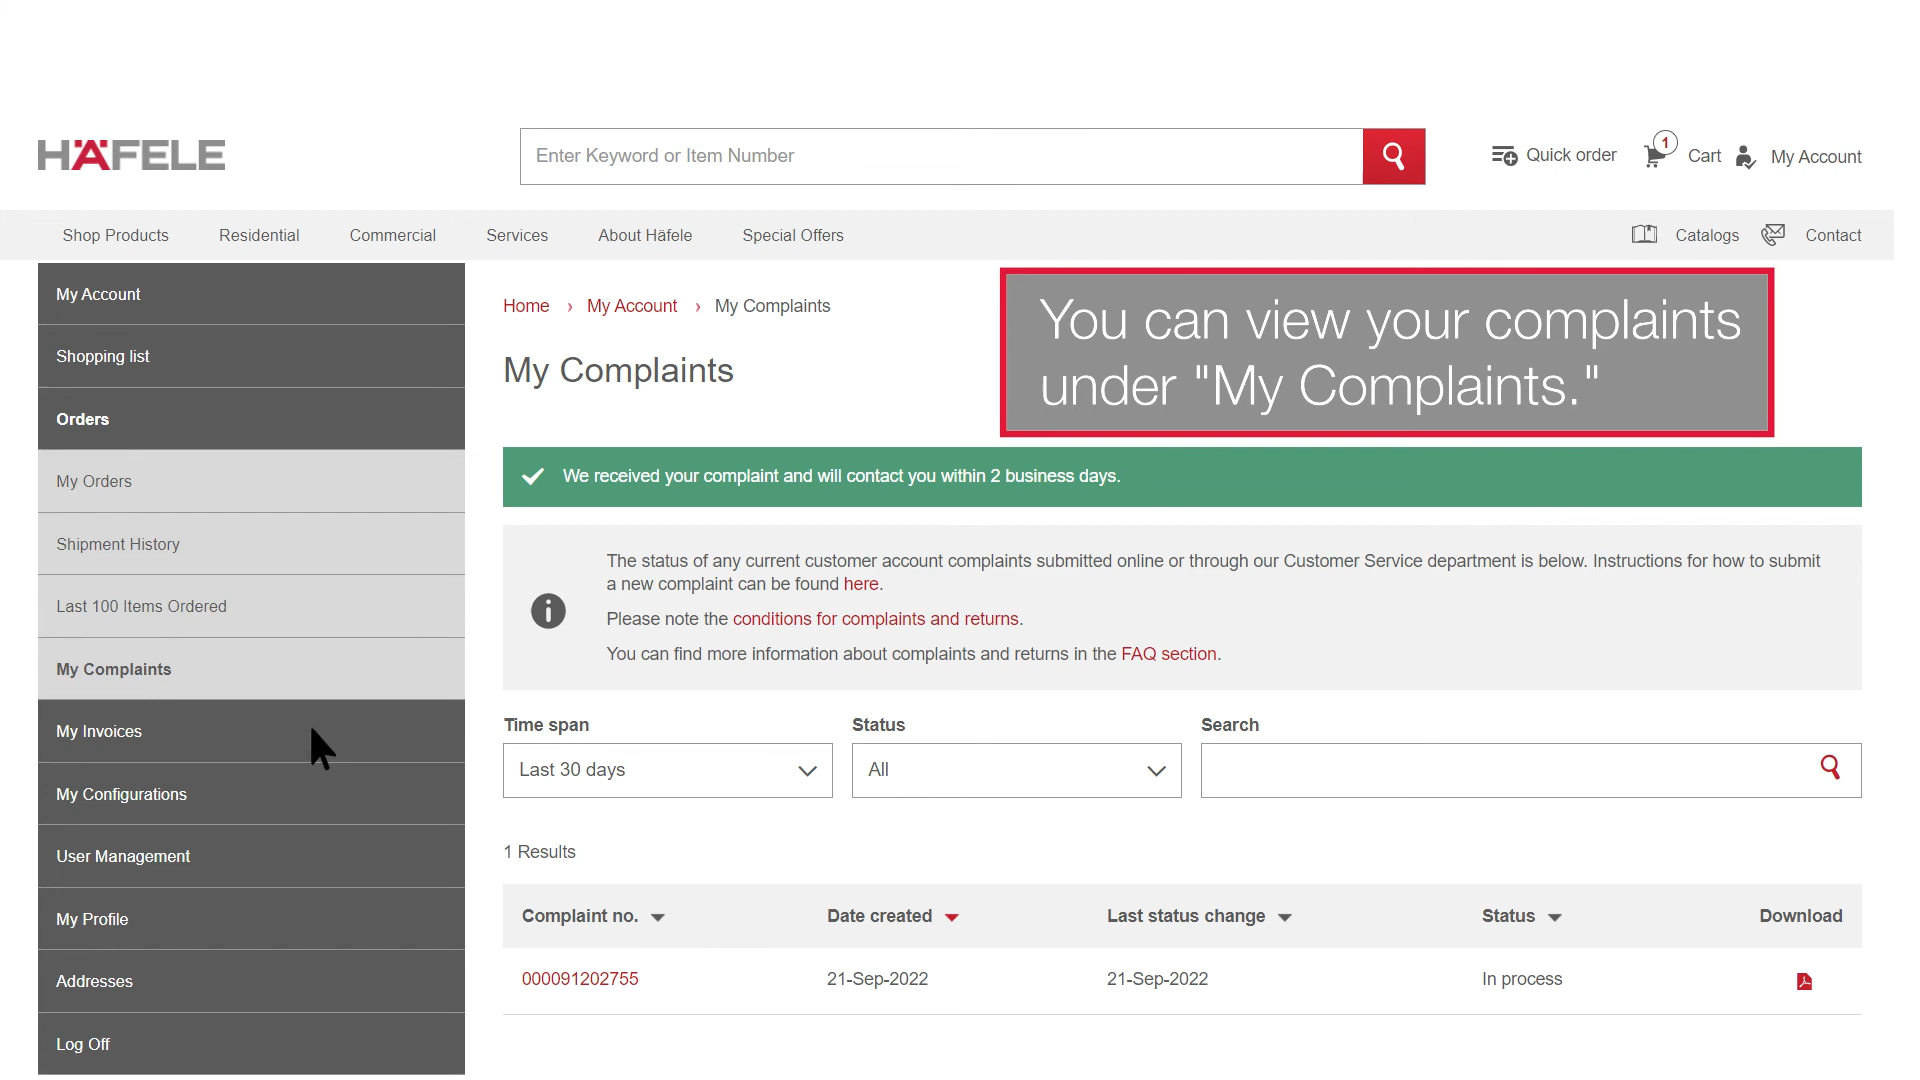 HÄFELE
Enter Keyword or Item Number
Quick order
1
Cart
My Account
Shop Products
Residential
Commercial
Services
About Häfele
Special Offers
Catalogs
Contact
My Account
Shopping list
Orders
My Orders
Shipment History
Last 100 Items Ordered
My Complaints
My Invoices
My Configurations
User Management
My Profile
Addresses
Log Off
Home › My Account › My Complaints
My Complaints
You can view your complaints
under "My Complaints."
We received your complaint and will contact you within 2 business days.
The status of any current customer account complaints submitted online or through our Customer Service department is below. Instructions for how to submit
a new complaint can be found here.
Please note the conditions for complaints and returns.
You can find more information about complaints and returns in the FAQ section.
Time span
Status
Search
Last 30 days
All
1 Results
Complaint no.
Date created
Last status change
Status
Download
000091202755
21-Sep-2022
21-Sep-2022
In process